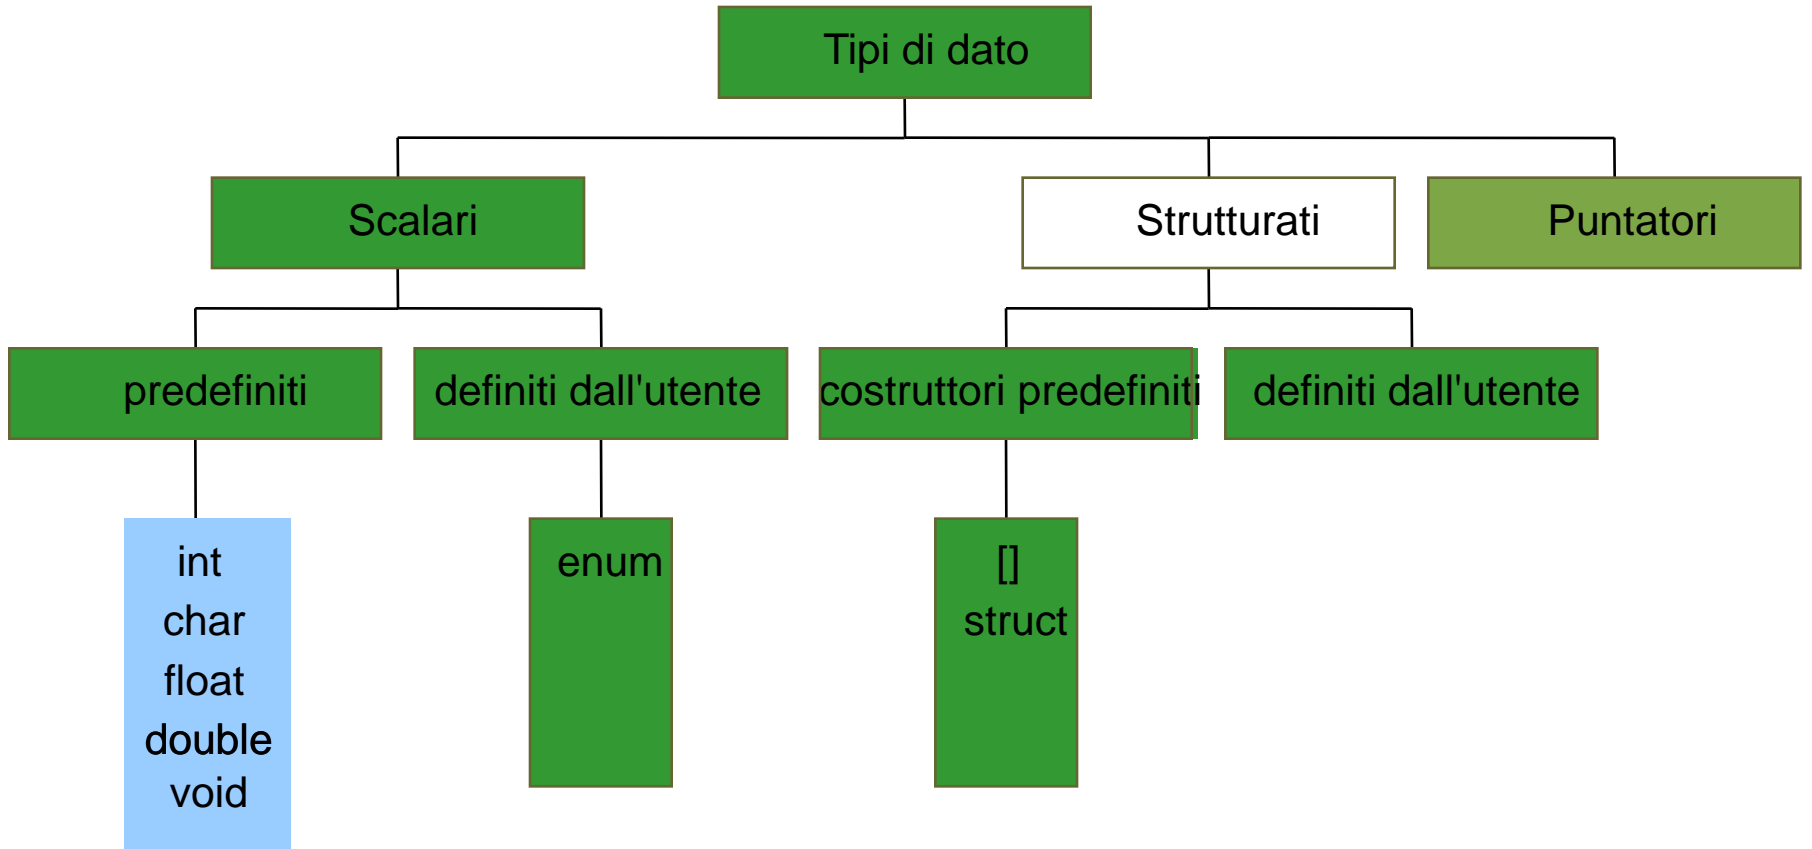 Tipi di dato
Scalari
Strutturati
Puntatori
predefiniti
definiti dall'utente
costruttori predefiniti
definiti dall'utente
int
char
float
double
void
enum
[]
struct